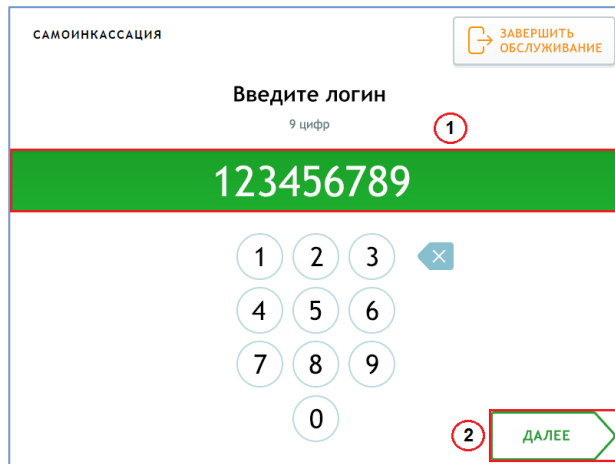 САМОИНКАССАЦИЯ
ЗАВЕРШИТЬ
ОБСЛУЖИВАНИЕ
Введите логин
9 цифр
1
123456789
1 2 3
4 5 6
7 8 9
0
2
ДАЛЕЕ